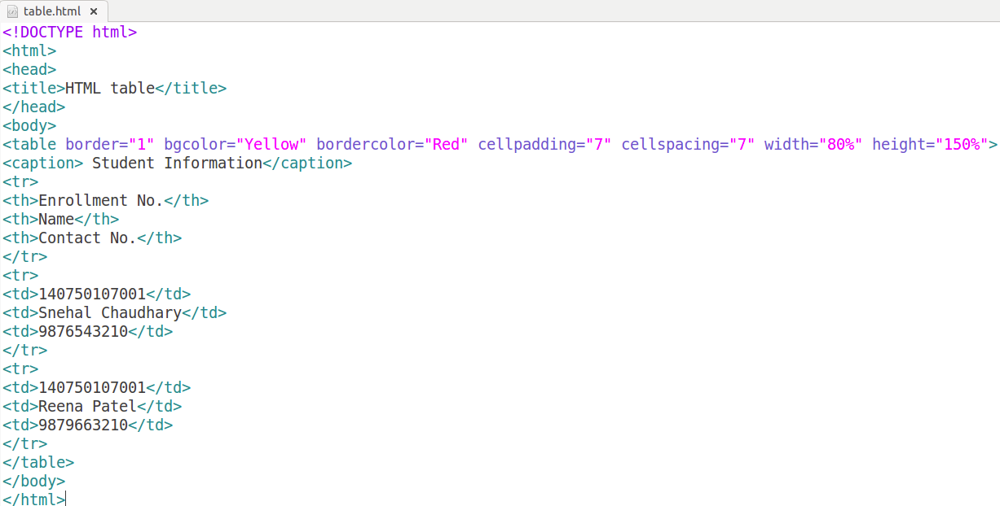 table.html ×
<!DOCTYPE html>
<html>
<head>
<title>HTML table</title>
</head>
<body>
<table border="1" bgcolor="Yellow" bordercolor="Red" cellpadding="7" cellspacing="7" width="80%" height="150%">
<caption> Student Information</caption>
<tr>
<th>Enrollment No.</th>
<th>Name</th>
<th>Contact No.</th>
</tr>
<tr>
<td>140750107001</td>
<td>Snehal Chaudhary</td>
<td>9876543210</td>
</tr>
<tr>
<td>140750107001</td>
<td>Reena Patel</td>
<td>9879663210</td>
</tr>
</table>
</body>
</html>